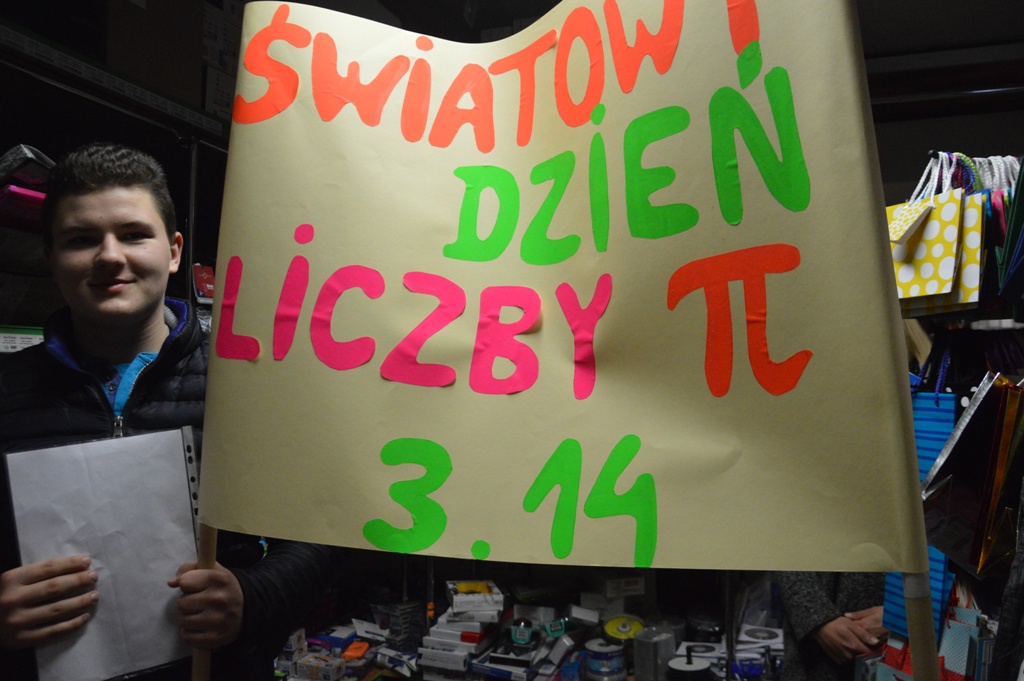 ŚWiATOWY
DZiEŃ
LiCZBY π
3.14